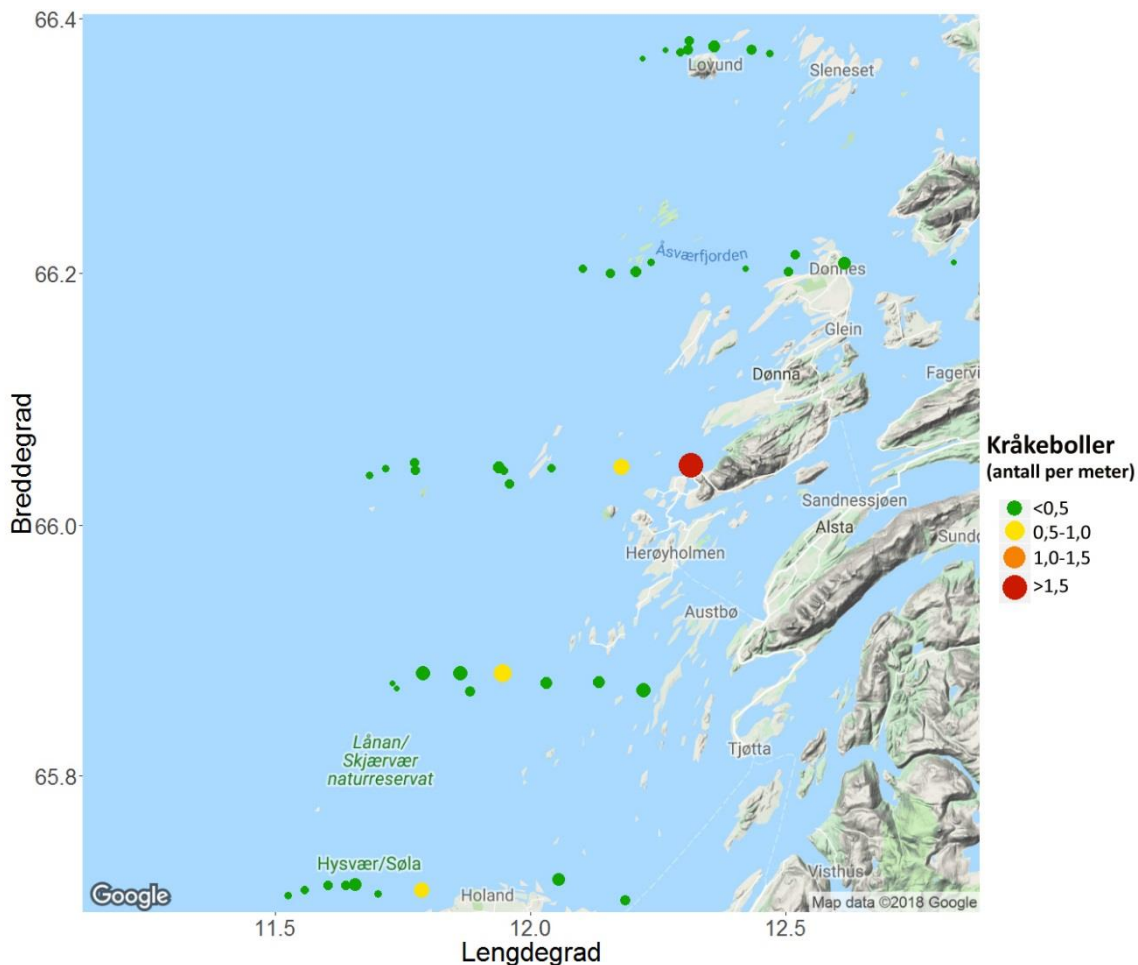 66.4
Lovund
Sleneset
66.2
Åsværfjorden
Dønnes
Glein
Dønna
Fagervi
Breddegrad
Kråkeboller
(antall per meter)
<0,5
0,5-1,0
1,0-1,5
>1,5
66.0
Sandnessjøen
Alsta
Herøyholmen
Austbø
Tjøtta
Lånan/
Skjærvær
naturreservat
65.8
Hysvær/Søla
Visthus
Holand
Google
Map data ©2018 Google
11.5
12.0
12.5
Lengdegrad